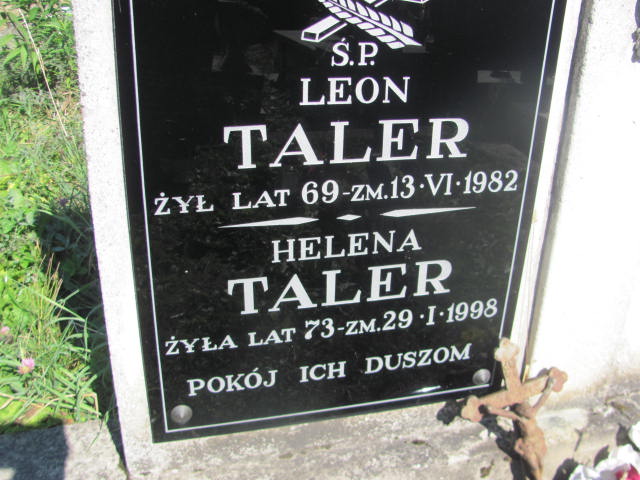 Ś.P.
LEON
TALER
ŻYŁ LAT 69-ZM.13·VI·1982
HELENA
TALER
ŻYŁA LAT 73-ZM.29·I·1998
POKÓJ ICH DUSZOM